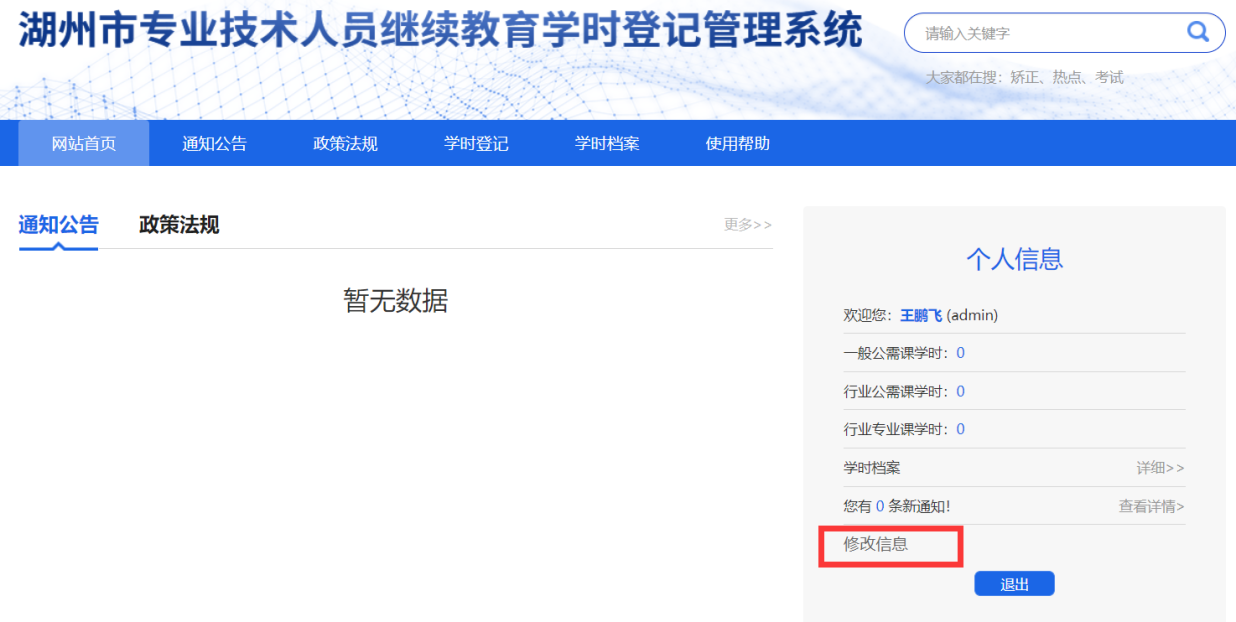 湖州市专业技术人员继续教育学时登记管理系统
请输入关键字
大家都在搜：矫正、热点、考试
网站首页 通知公告 政策法规 学时登记 学时档案 使用帮助
通知公告 政策法规 更多>>
暂无数据
个人信息
欢迎您：王鹏飞 (admin)
一般公需课学时：0
行业公需课学时：0
行业专业课学时：0
学时档案 详细>>
您有 0 条新通知！ 查看详情>
修改信息
退出